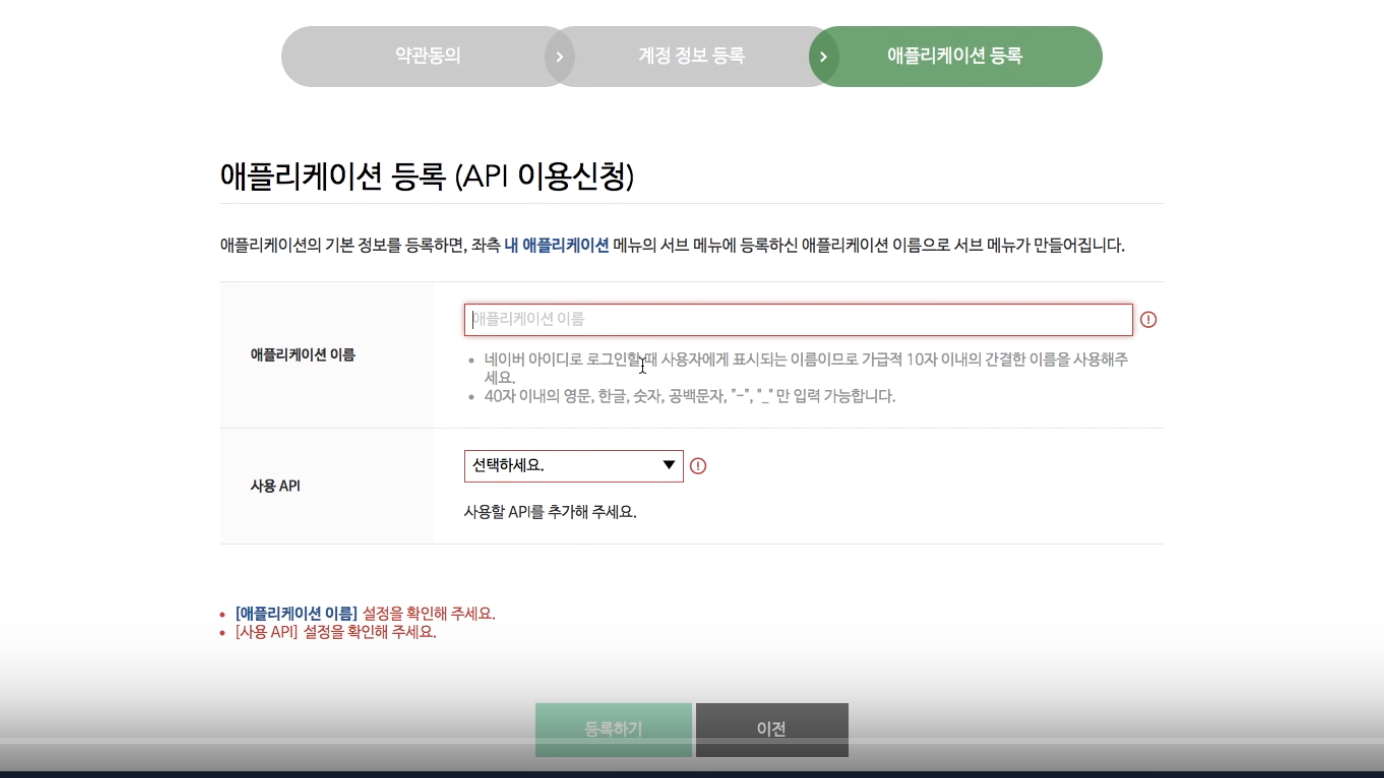 약관동의
계정 정보 등록
애플리케이션 등록
애플리케이션 등록 (API 이용신청)
애플리케이션의 기본 정보를 등록하면, 좌측 내 애플리케이션 메뉴의 서브 메뉴에 등록하신 애플리케이션 이름으로 서브 메뉴가 만들어집니다.
애플리케이션 이름
애플리케이션 이름
네이버 아이디로 로그인할 때 사용자에게 표시되는 이름이므로 가급적 10자 이내의 간결한 이름을 사용해주
세요.
40자 이내의 영문, 한글, 숫자, 공백문자, "-", "_" 만 입력 가능합니다.
사용 API
선택하세요.
사용할 API를 추가해 주세요.
[애플리케이션 이름] 설정을 확인해 주세요.
[사용 API] 설정을 확인해 주세요.
등록하기
이전